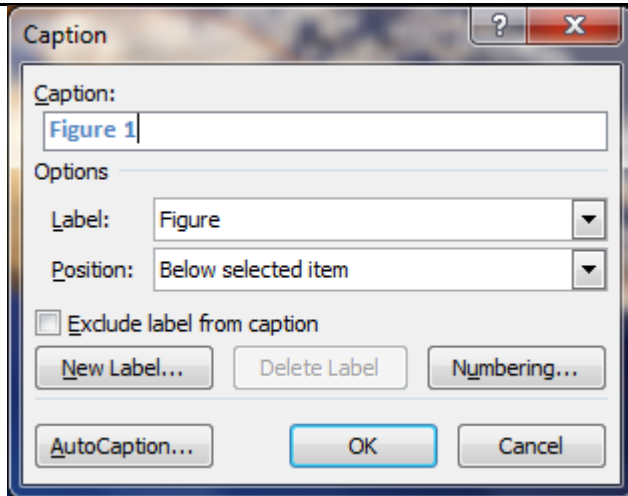 Caption
?
Caption:
Figure 1
Options
Label: Figure
Position: Below selected item
Exclude label from caption
New Label... Delete Label Numbering...
AutoCaption... OK Cancel